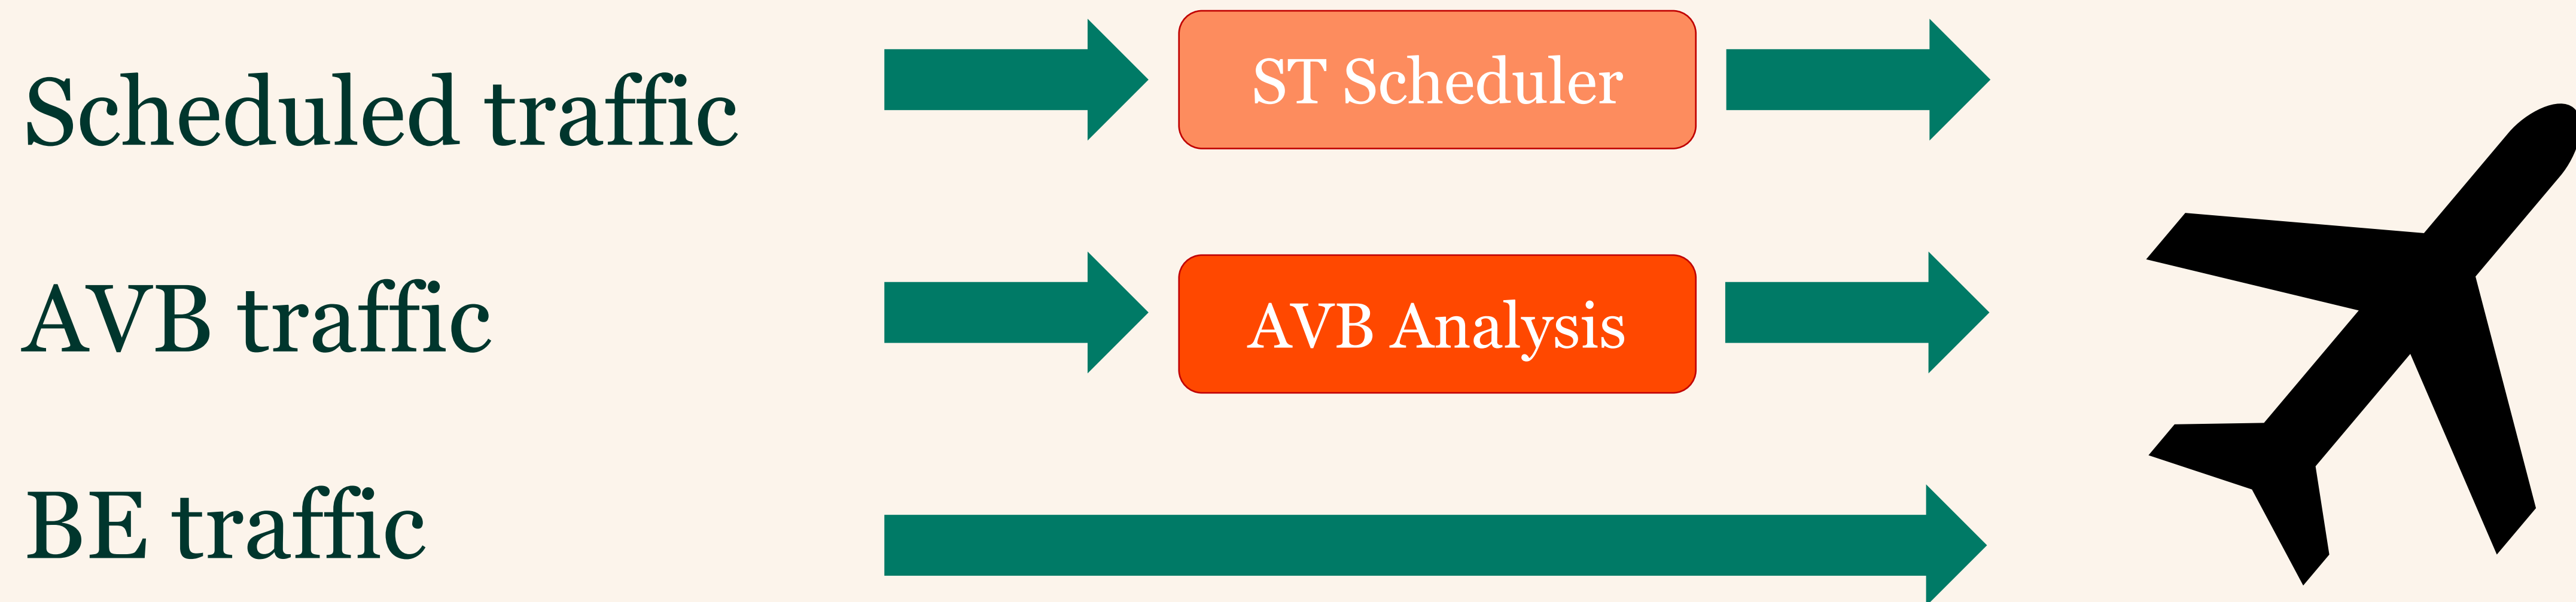 Scheduled traffic
ST Scheduler
AVB traffic
AVB Analysis
BE traffic